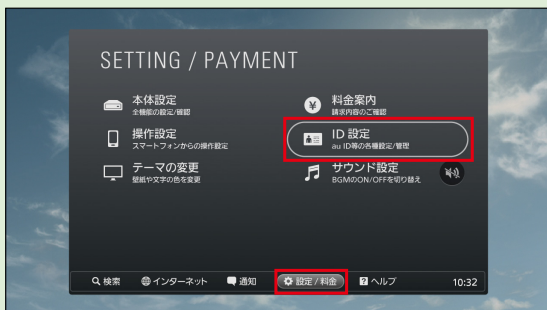 SETTING / PAYMENT
本体設定
全機能の設定/確認
料金案内
請求内容のご確認
操作設定
スマートフォンからの操作設定
ID 設定
au ID等の各種設定/管理
テーマの変更
壁紙や文字の色を変更
サウンド設定
BGMのON/OFFを切り替え
検索 インターネット 通知 設定 / 料金 ヘルプ 10:32